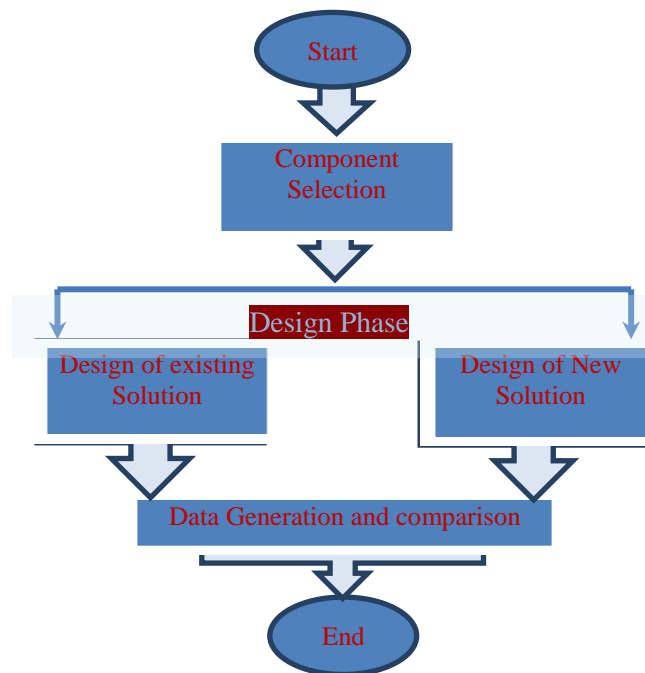 Start
Component
Selection
Design Phase
Design of existing
Solution
Design of New
Solution
Data Generation and comparison
End